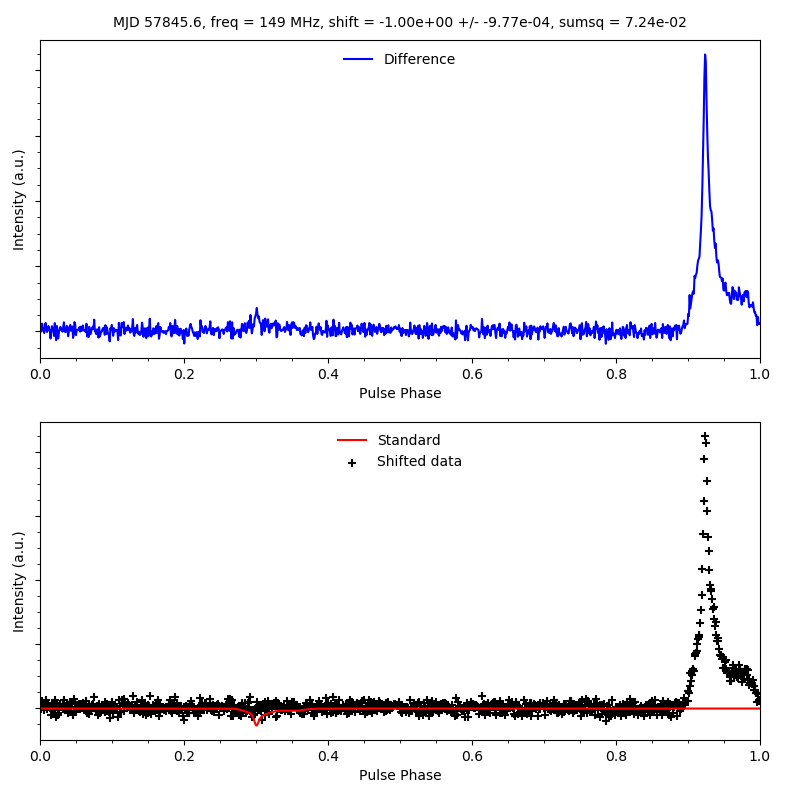 MJD 57845.6, freq = 149 MHz, shift = -1.00e+00 +/- -9.77e-04, sumsq = 7.24e-02
Difference
Intensity (a.u.)
0.0 0.2 0.4 0.6 0.8 1.0
Pulse Phase
Standard
Shifted data
Intensity (a.u.)
0.0 0.2 0.4 0.6 0.8 1.0
Pulse Phase